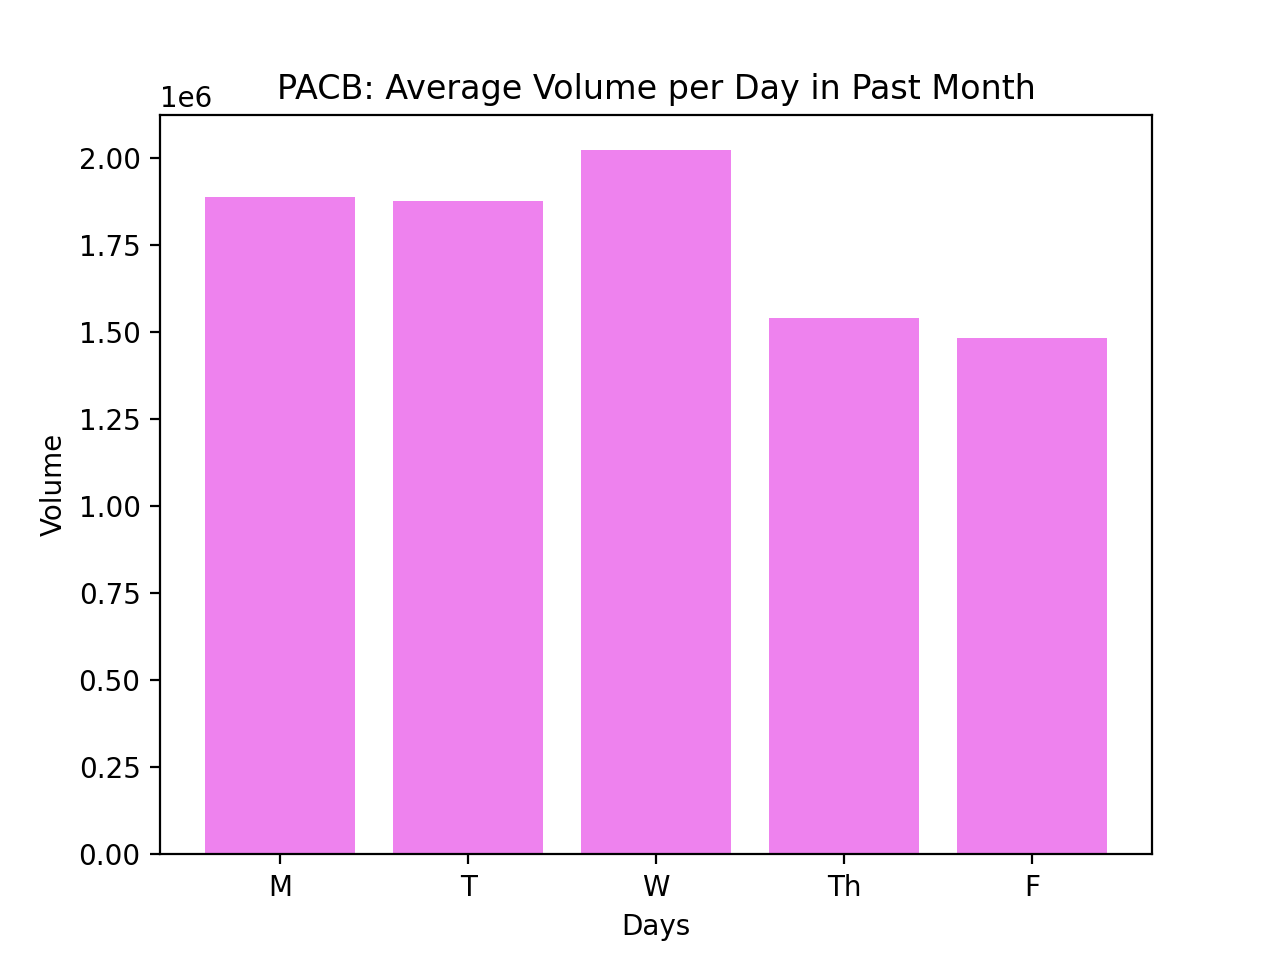 PACB: Average Volume per Day in Past Month
1e6
2.00
1.75
1.50
1.25
1.00
0.75
0.50
0.25
0.00
Volume
M T W Th F
Days